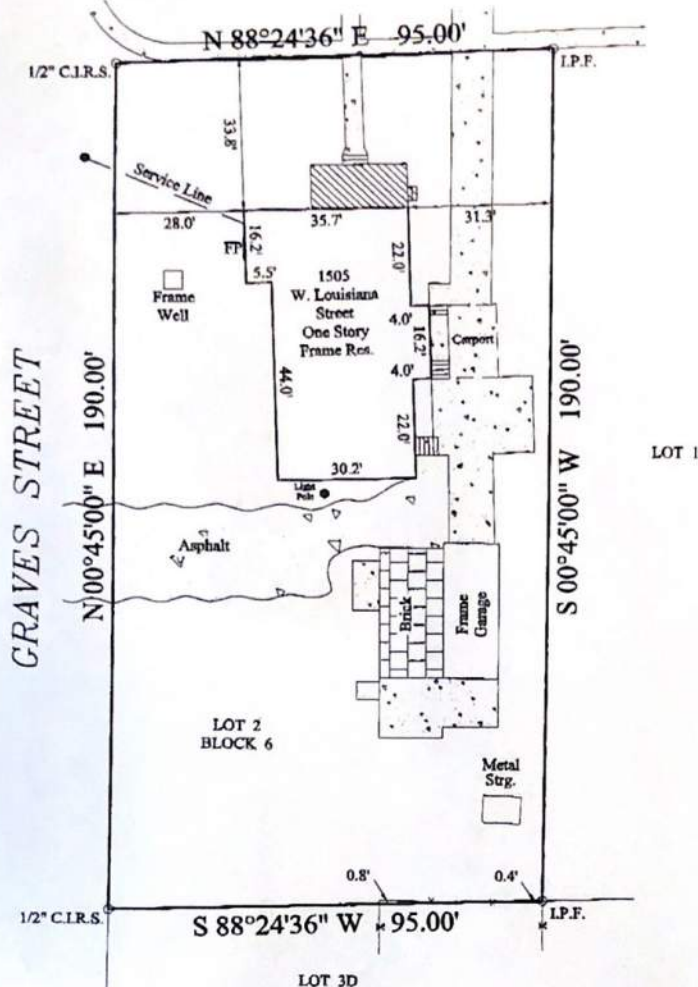 N 88°24'36" E 95.00'
1/2" C.I.R.S.
I.P.F.
33.8'
Service Line
28.0'
35.7'
31.3'
16.2'
22.0'
FP
5.5'
Frame
Well
1505
W. Louisiana
Street
One Story
Frame Res.
4.0'
16.2'
Carport
4.0'
44.0'
22.0'
GRAVES STREET
N 00°45'00" E 190.00'
S 00°45'00" W 190.00'
LOT 1
30.2'
Light
Pole
Asphalt
Brick
Frame
Garage
LOT 2
BLOCK 6
Metal
Strg.
0.8'
0.4'
1/2" C.I.R.S.
S 88°24'36" W 95.00'
I.P.F.
LOT 3D